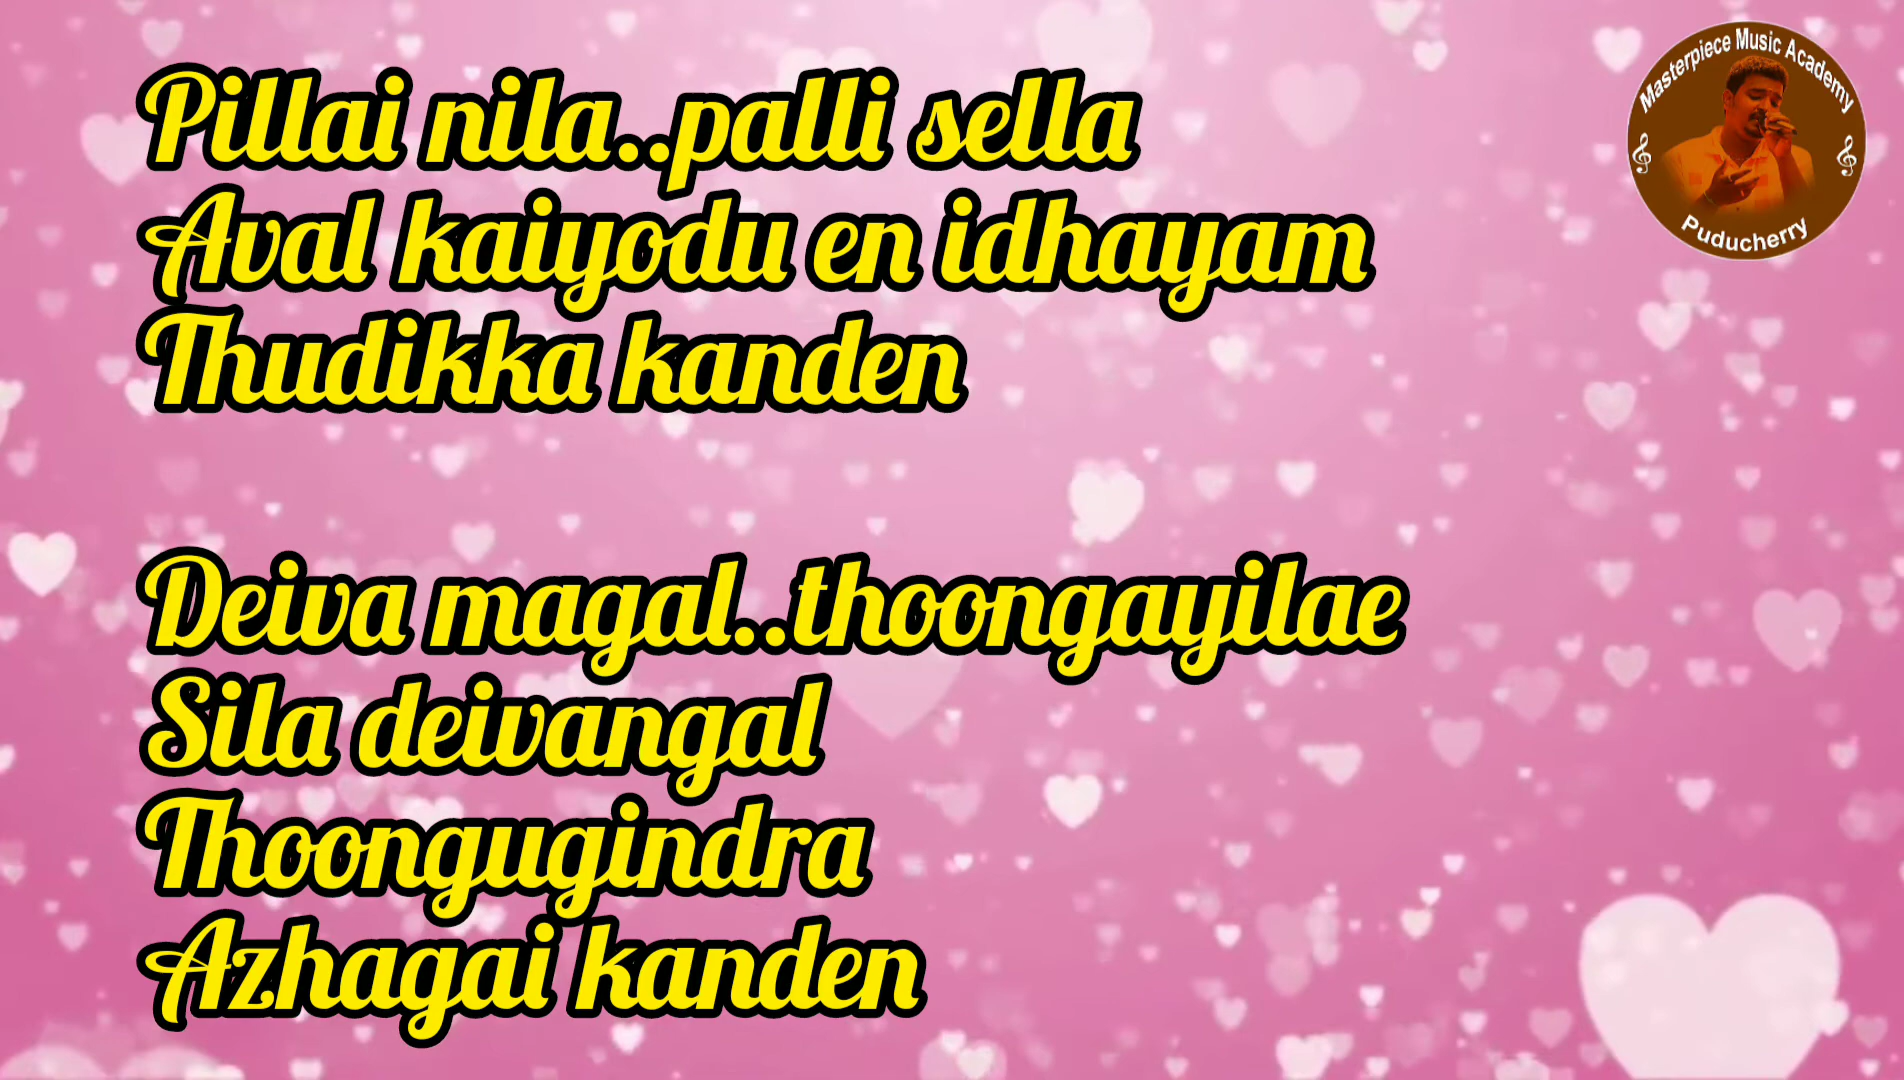 Pillai nila..palli sella
Aval kaiyodu en idhayam
Thudikka kanden
Deiva magal..thoongayilae
Sila deivangal
Thoongugindra
Azhagai kanden
Masterpiece Music Academy
Puducherry